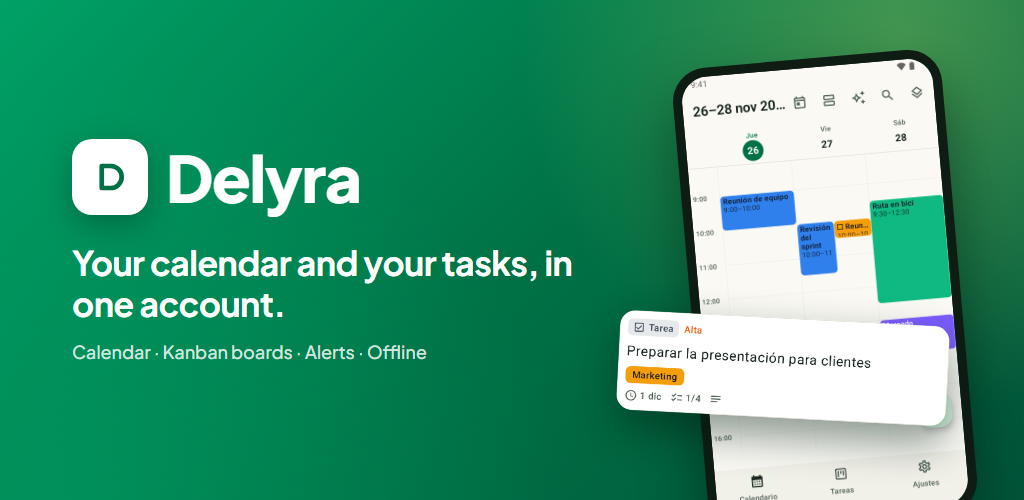 D
Delyra
Your calendar and your tasks, in
one account.
Calendar · Kanban boards · Alerts · Offline
9:41
26–28 nov 20...
Jue
26
Vie
27
Sáb
28
9:00
10:00
11:00
12:00
16:00
Reunión de equipo
9:00–10:00
Revisión
del
sprint
10:00–11
Reun...
Ruta en bici
9:30–12:30
Tarea
Alta
Preparar la presentación para clientes
Marketing
1 dic
1/4
Calendario
Tareas
Ajustes